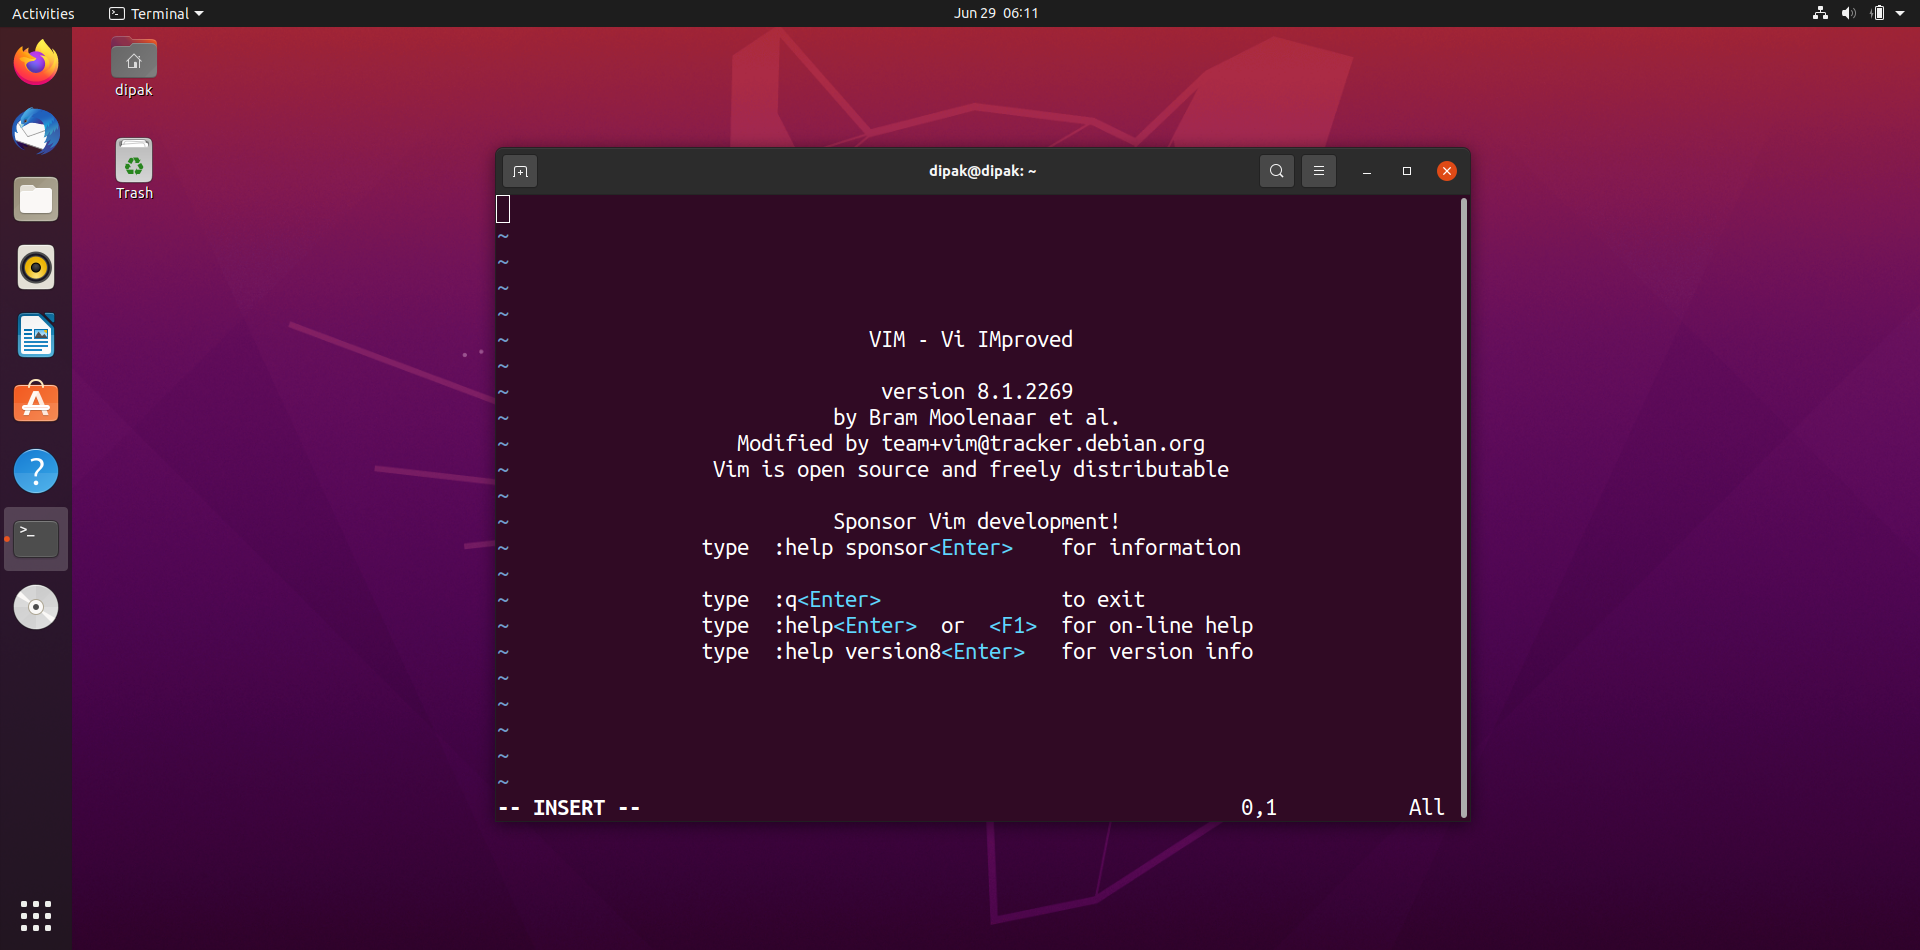 Activities Terminal Jun 29 06:11
dipak
Trash
dipak@dipak: ~
~
~
~
~
~ VIM - Vi IMproved
~
~ version 8.1.2269
~ by Bram Moolenaar et al.
~ Modified by team+vim@tracker.debian.org
~ Vim is open source and freely distributable
~
~ Sponsor Vim development!
~ type :help sponsor<Enter> for information
~
~ type :q<Enter> to exit
~ type :help<Enter> or <F1> for on-line help
~ type :help version8<Enter> for version info
~
~
~
~
~
-- INSERT -- 0,1 All